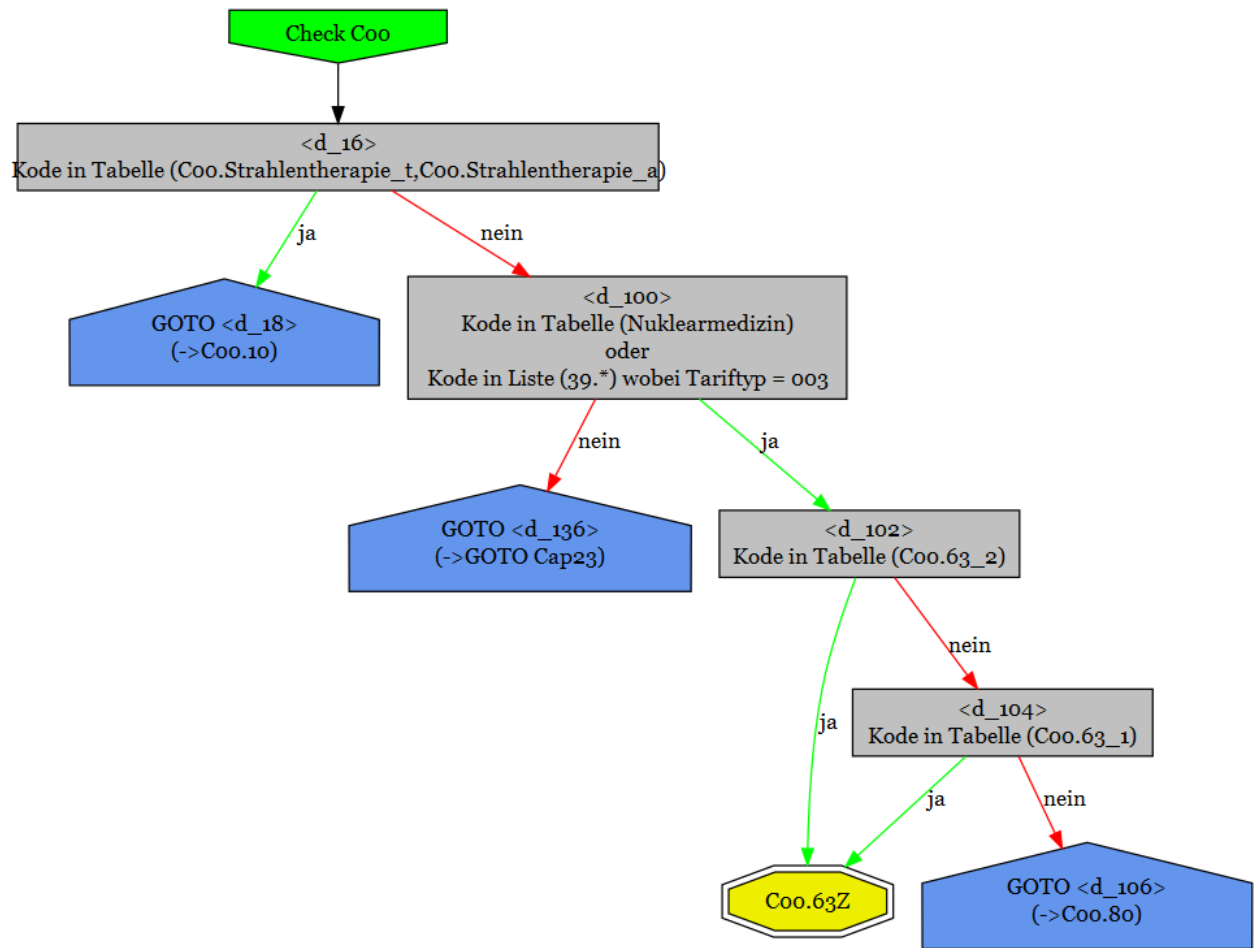 Check C00
<d_16>
Kode in Tabelle (C00.Strahlentherapie_t,C00.Strahlentherapie_a)
ja
nein
GOTO <d_18>
(->C00.10)
<d_100>
Kode in Tabelle (Nuklearmedizin)
oder
Kode in Liste (39.*) wobei Tariftyp = 003
nein
ja
GOTO <d_136>
(->GOTO Cap23)
<d_102>
Kode in Tabelle (C00.63_2)
nein
ja
<d_104>
Kode in Tabelle (C00.63_1)
ja
nein
C00.63Z
GOTO <d_106>
(->C00.80)